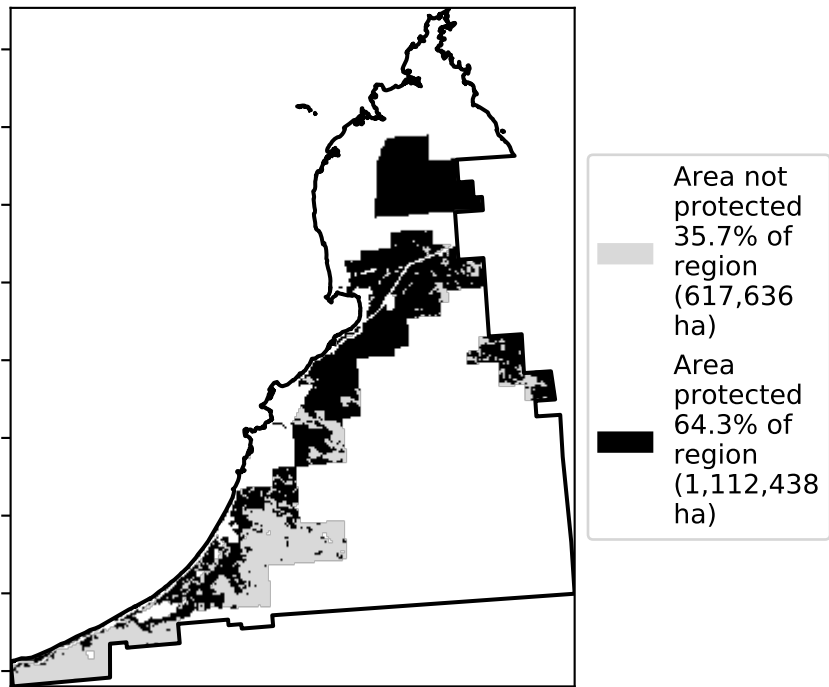 Area not
protected
35.7% of
region
(617,636
ha)
Area
protected
64.3% of
region
(1,112,438
ha)